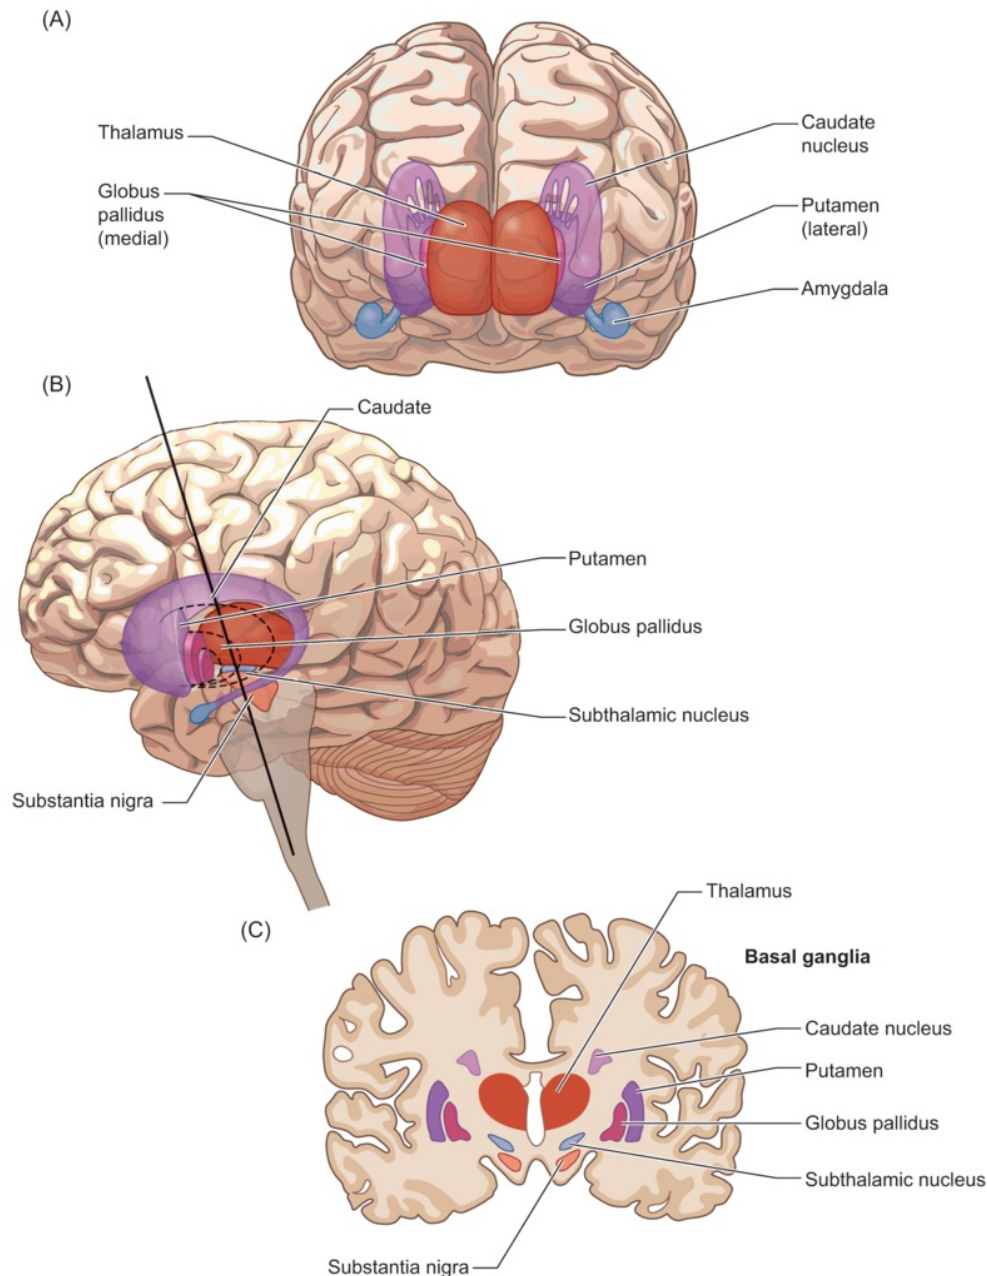 (A)
Thalamus
Globus
pallidus
(medial)
Caudate
nucleus
Putamen
(lateral)
Amygdala
(B)
Caudate
Putamen
Globus pallidus
Subthalamic nucleus
Substantia nigra
(C)
Thalamus
Basal ganglia
Caudate nucleus
Putamen
Globus pallidus
Subthalamic nucleus
Substantia nigra